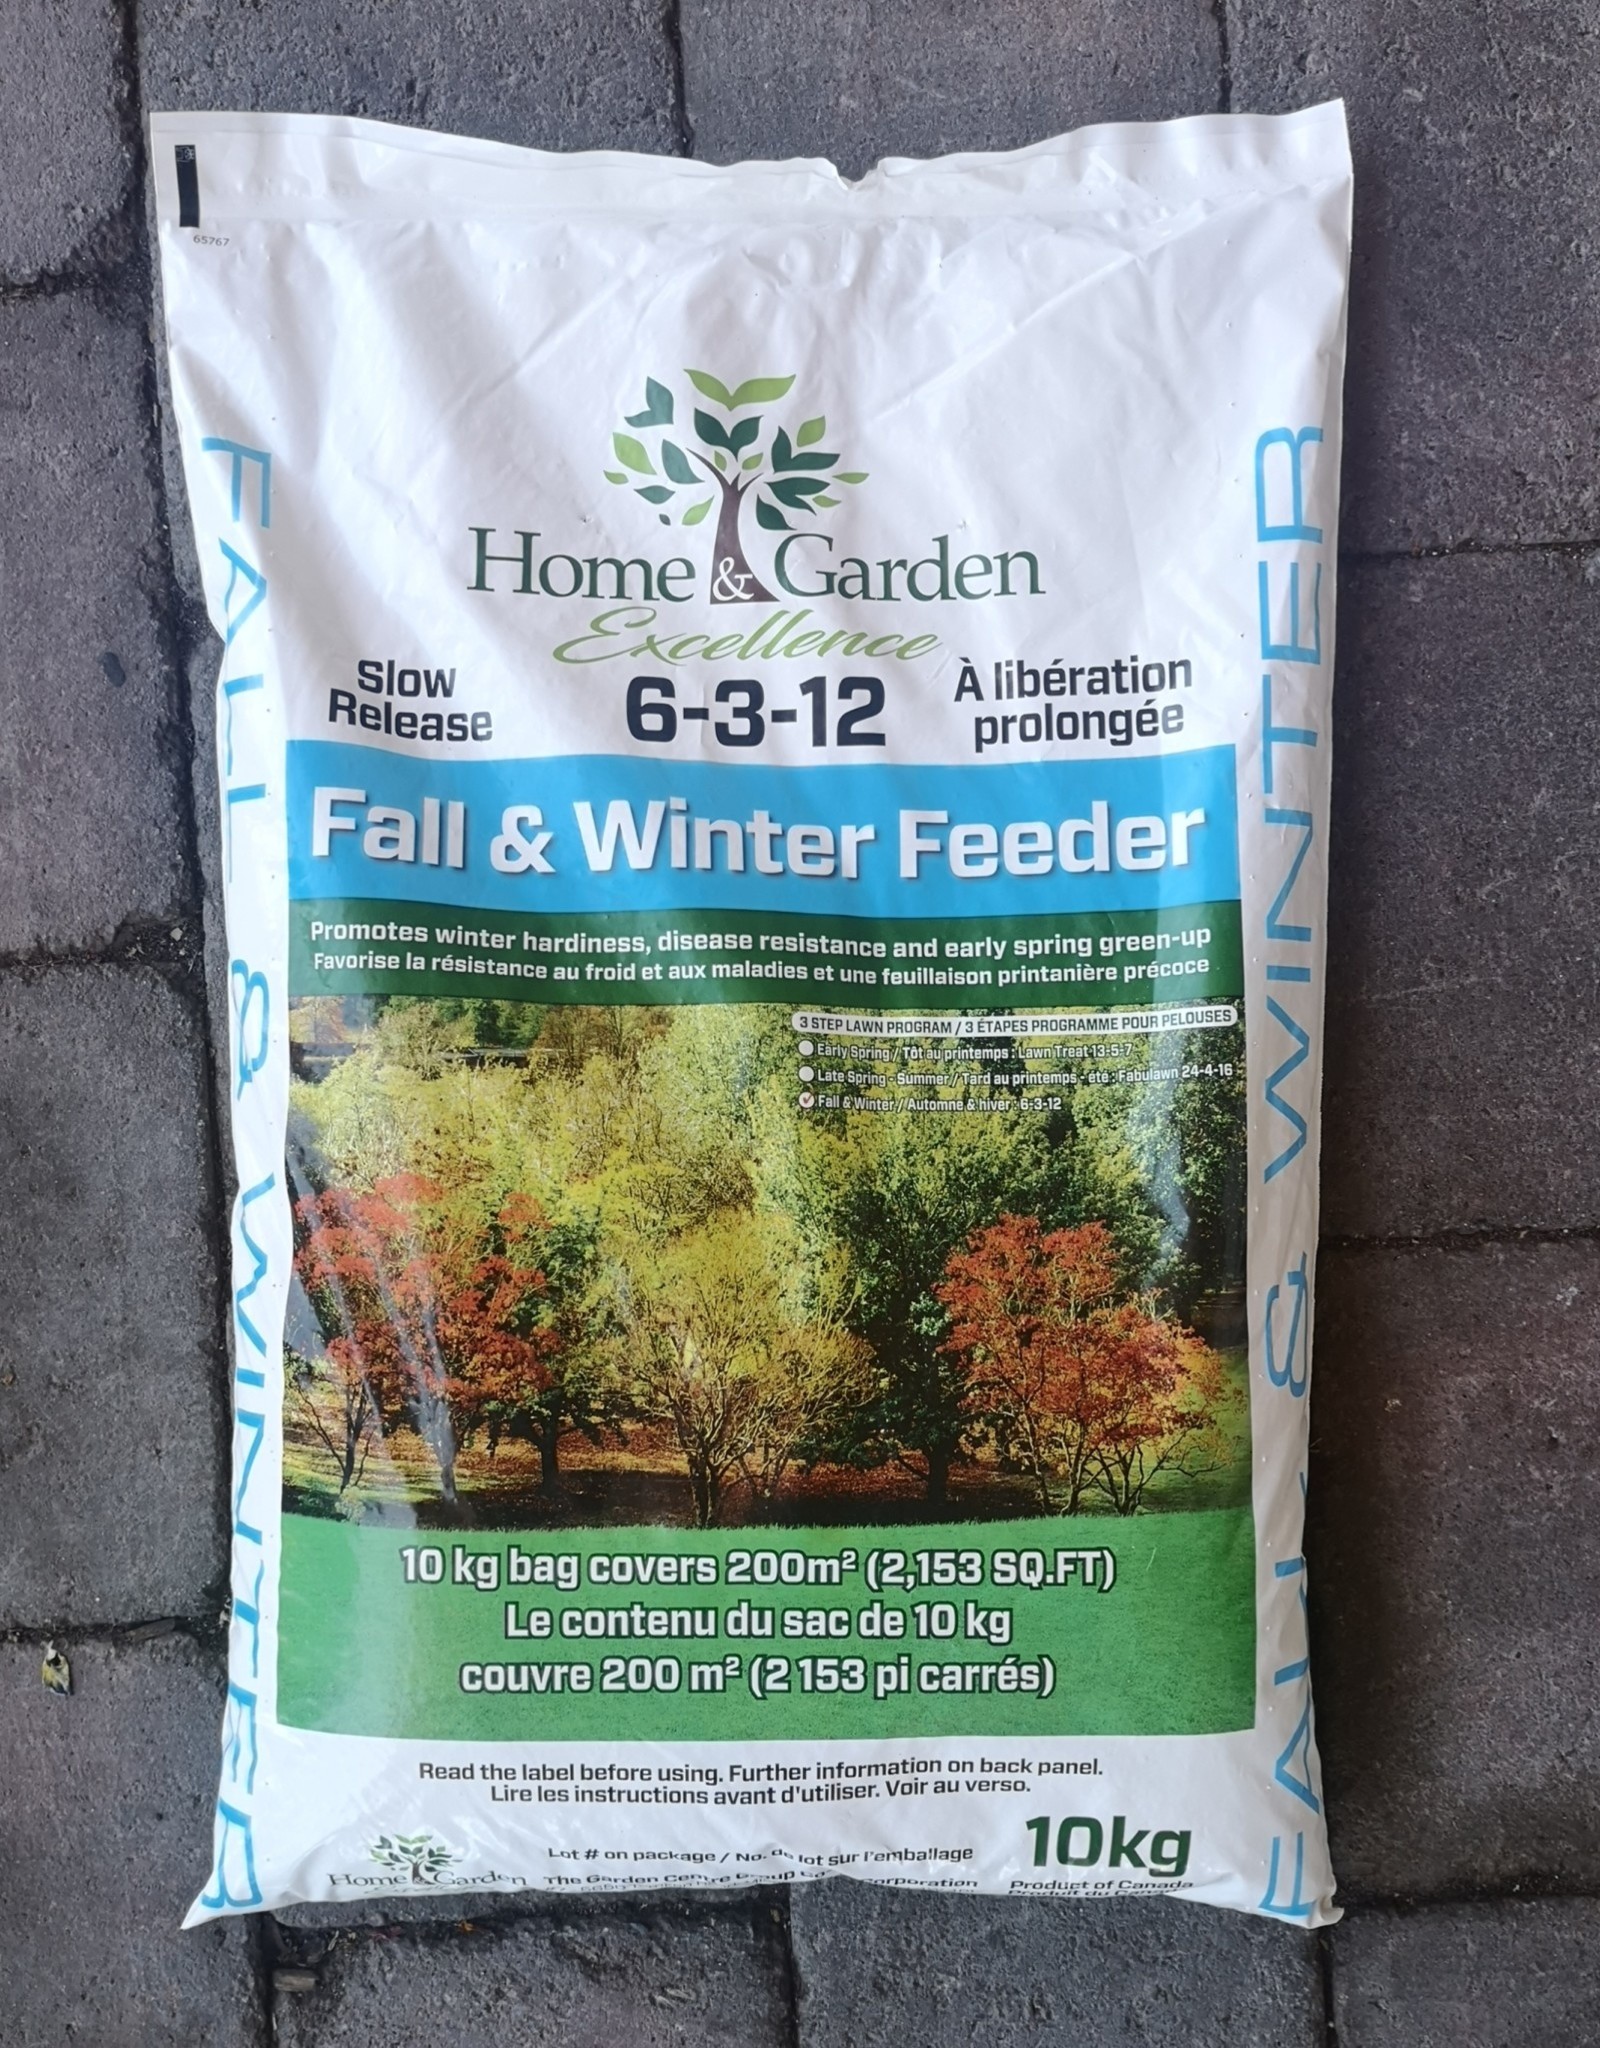 65767
Home & Garden
Excellence
Slow
Release
6-3-12
À libération
prolongée
Fall & Winter Feeder
Promotes winter hardiness, disease resistance and early spring green-up
Favorise la résistance au froid et aux maladies et une feuillaison printanière précoce
3 STEP LAWN PROGRAM / 3 ÉTAPES PROGRAMME POUR PELOUSES
Early Spring / Tôt au printemps : Lawn Treat 13-5-7
Late Spring - Summer / Tard au printemps - été : Fabulawn 24-4-16
Fall & Winter / Automne & hiver : 6-3-12
10 kg bag covers 200m² (2,153 SQ.FT)
Le contenu du sac de 10 kg
couvre 200 m² (2 153 pi carrés)
Read the label before using. Further information on back panel.
Lire les instructions avant d'utiliser. Voir au verso.
Lot # on package / No. de lot sur l'emballage
10kg
Home & Garden
The Garden Centre Group
Product of Canada
Produit du
FALL & WINTER
FALL & WINTER